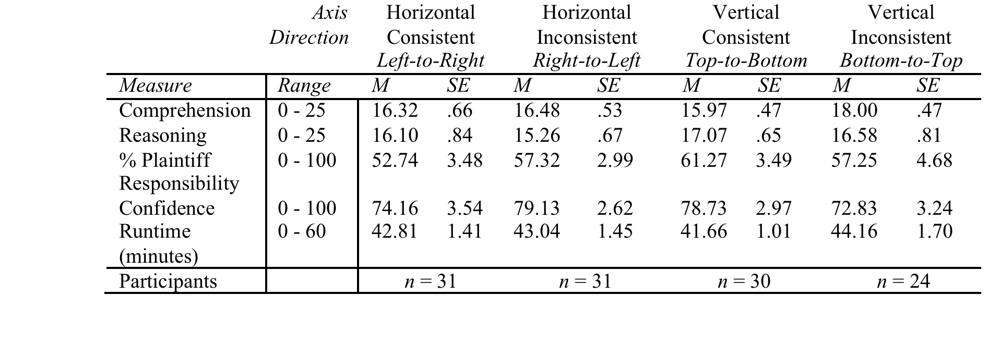 Axis Horizontal Horizontal Vertical Vertical
Direction Consistent Inconsistent Consistent Inconsistent
Left-to-Right Right-to-Left Top-to-Bottom Bottom-to-Top
Measure Range M SE M SE M SE M SE
Comprehension 0 - 25 16.32 .66 16.48 .53 15.97 .47 18.00 .47
Reasoning 0 - 25 16.10 .84 15.26 .67 17.07 .65 16.58 .81
% Plaintiff 0 - 100 52.74 3.48 57.32 2.99 61.27 3.49 57.25 4.68
Responsibility
Confidence 0 - 100 74.16 3.54 79.13 2.62 78.73 2.97 72.83 3.24
Runtime 0 - 60 42.81 1.41 43.04 1.45 41.66 1.01 44.16 1.70
(minutes)
Participants n = 31 n = 31 n = 30 n = 24